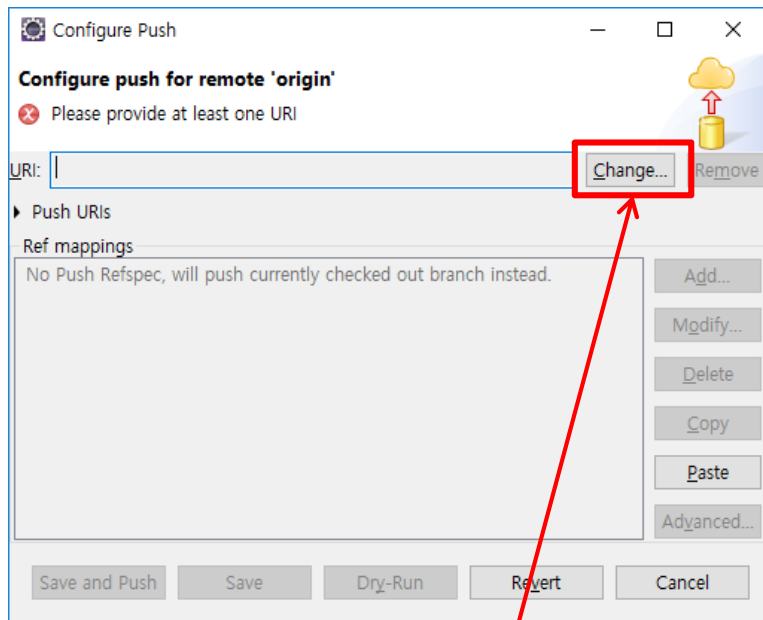 Configure Push
Configure push for remote 'origin'
Please provide at least one URI
URI: Change... Remove
Push URIs
Ref mappings
No Push Refspec, will push currently checked out branch instead.
Add...
Modify...
Delete
Copy
Paste
Advanced...
Save and Push Save Dry-Run Revert Cancel